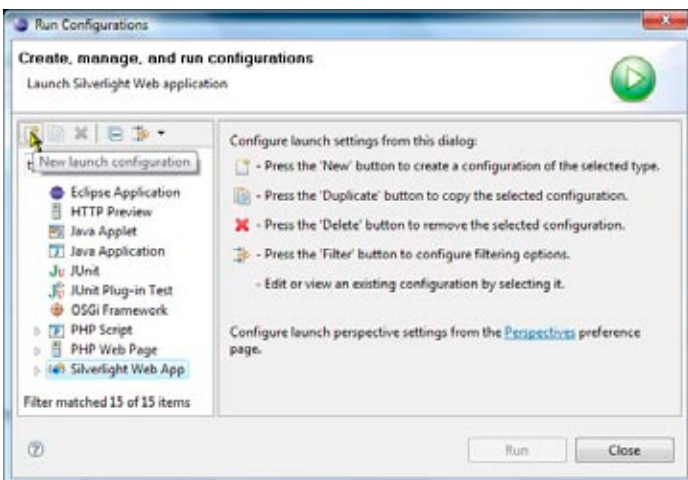 Run Configurations
Create, manage, and run configurations
Launch Silverlight Web application
New launch configuration
Eclipse Application
HTTP Preview
Java Applet
Java Application
JUnit
JUnit Plug-in Test
OSGi Framework
PHP Script
PHP Web Page
Silverlight Web App
Filter matched 15 of 15 items
Configure launch settings from this dialog:
- Press the 'New' button to create a configuration of the selected type.
- Press the 'Duplicate' button to copy the selected configuration.
- Press the 'Delete' button to remove the selected configuration.
- Press the 'Filter' button to configure filtering options.
- Edit or view an existing configuration by selecting it.
Configure launch perspective settings from the Perspectives preference
page.
Run
Close